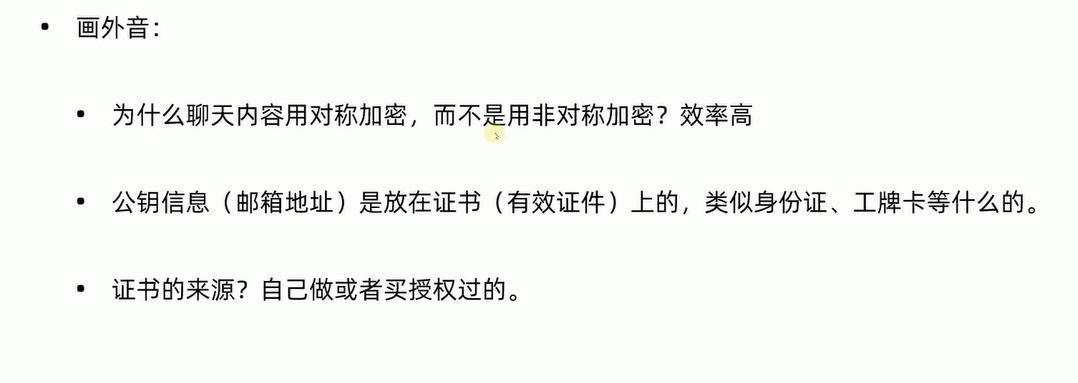 • 画外音：
• 为什么聊天内容用对称加密，而不是用非对称加密？效率高
• 公钥信息（邮箱地址）是放在证书（有效证件）上的，类似身份证、工牌卡等什么的。
• 证书的来源？自己做或者买授权过的。